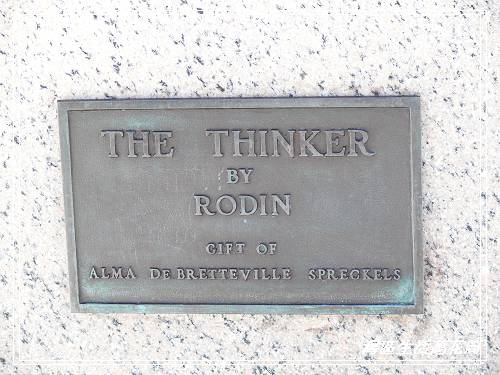 THE THINKER
BY
RODIN
GIFT OF
ALMA DE BRETTEVILLE SPRECKELS